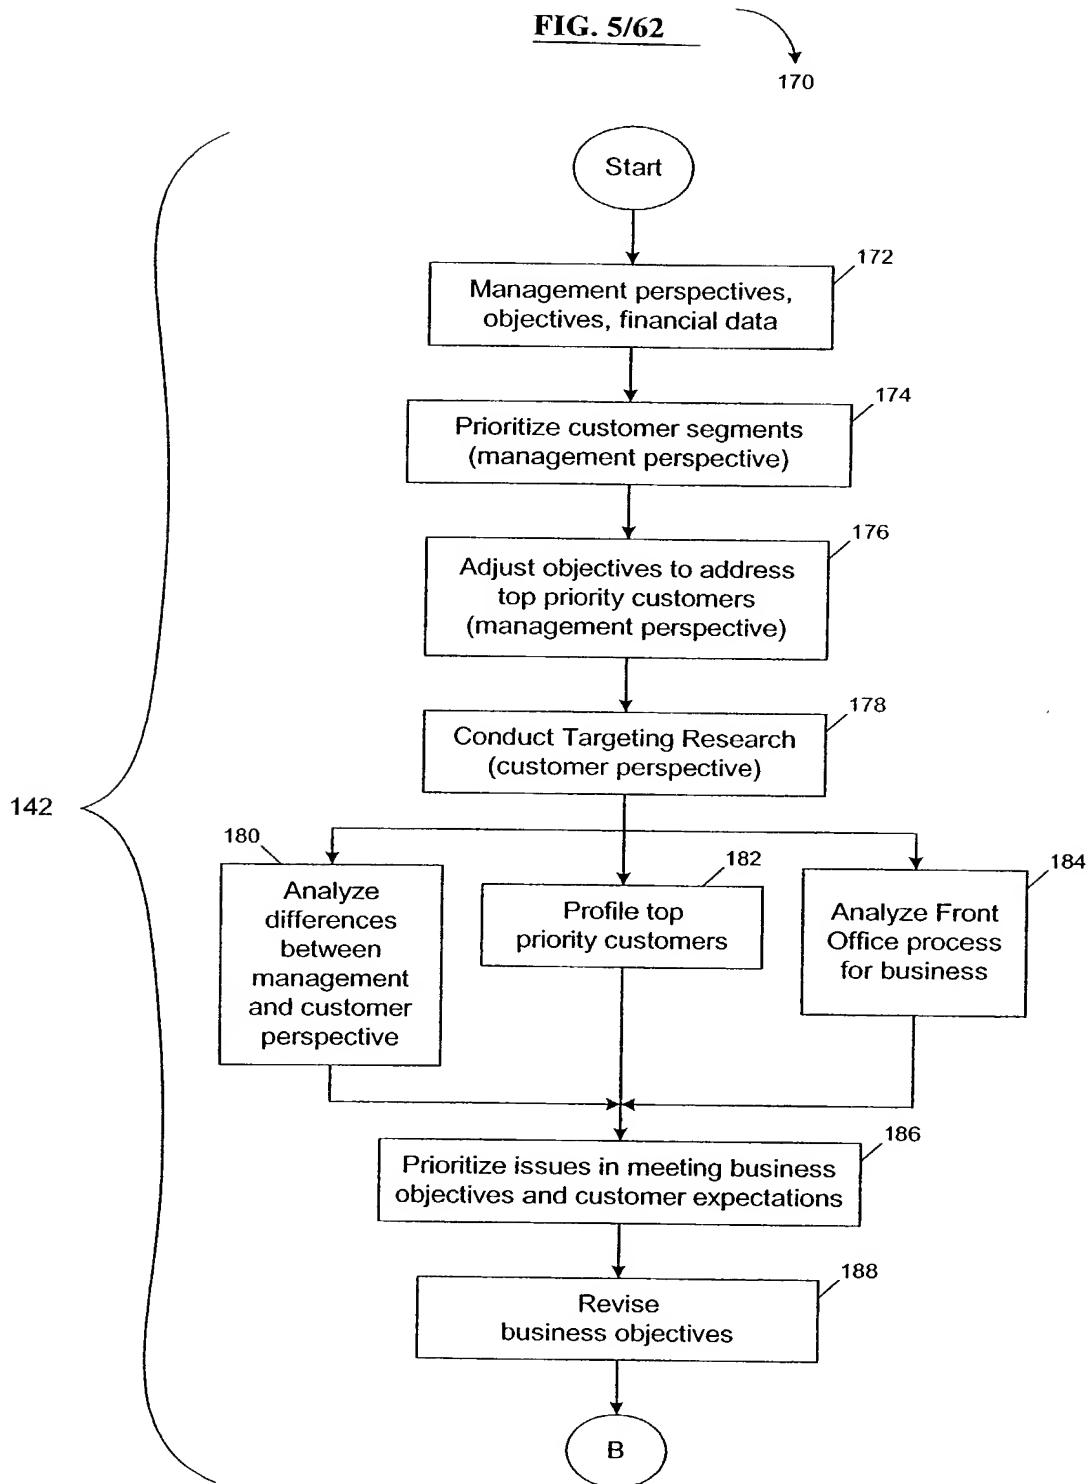 FIG. 5/62
170
Start
172
Management perspectives,
objectives, financial data
174
Prioritize customer segments
(management perspective)
176
Adjust objectives to address
top priority customers
(management perspective)
178
Conduct Targeting Research
(customer perspective)
142
180
Analyze
differences
between
management
and customer
perspective
182
Profile top
priority customers
184
Analyze Front
Office process
for business
186
Prioritize issues in meeting business
objectives and customer expectations
188
Revise
business objectives
B